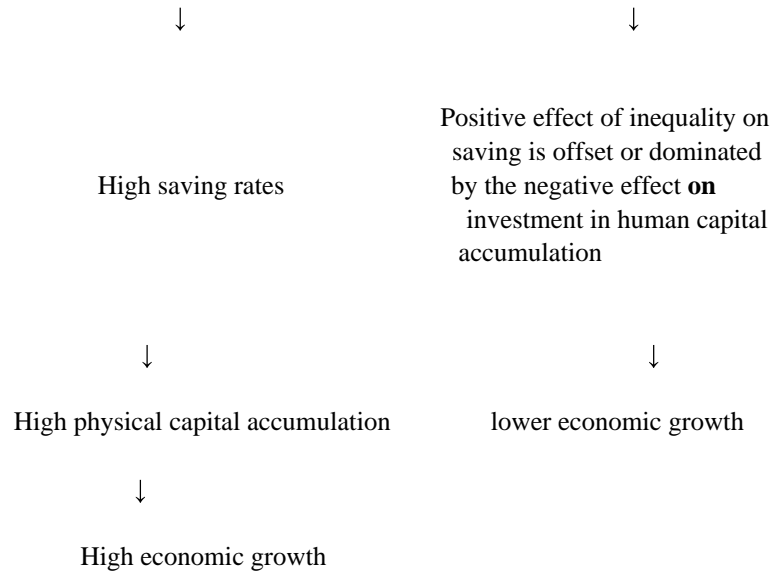 ↓
↓
High saving rates
Positive effect of inequality on
saving is offset or dominated
by the negative effect on
investment in human capital
accumulation
↓
↓
High physical capital accumulation
lower economic growth
↓
High economic growth